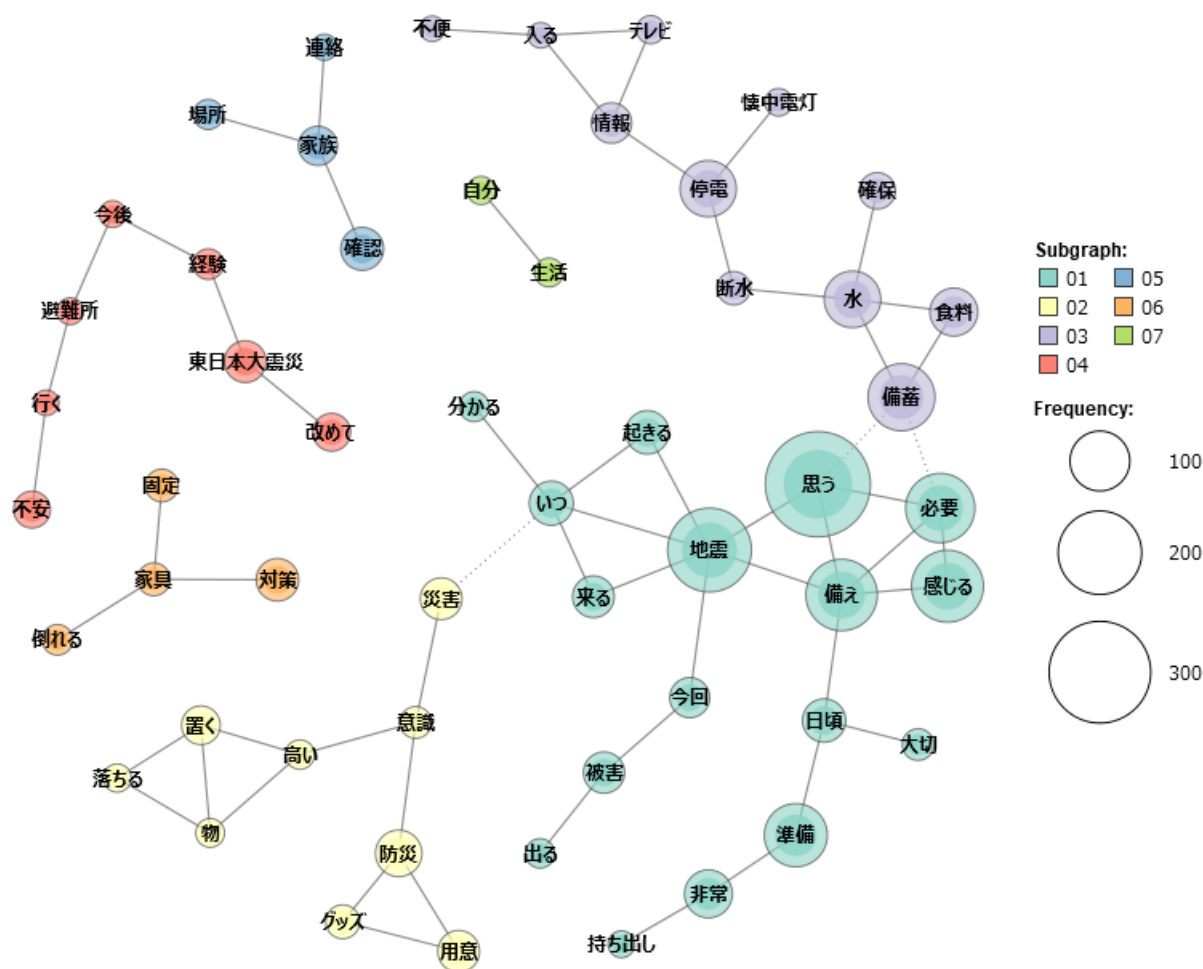 不便
入る
テレビ
連絡
場所
家族
確認
情報
懐中電灯
停電
確保
自分
生活
断水
水
食料
備蓄
今後
経験
避難所
東日本大震災
行く
改めて
不安
分かる
起きる
いつ
思う
必要
地震
来る
備え
感じる
固定
家具
対策
倒れる
災害
今回
日頃
大切
置く
高い
意識
落ちる
物
被害
出る
防災
準備
グッズ
用意
非常
持ち出し
Subgraph:
01 05
02 06
03 07
04
Frequency:
100
200
300